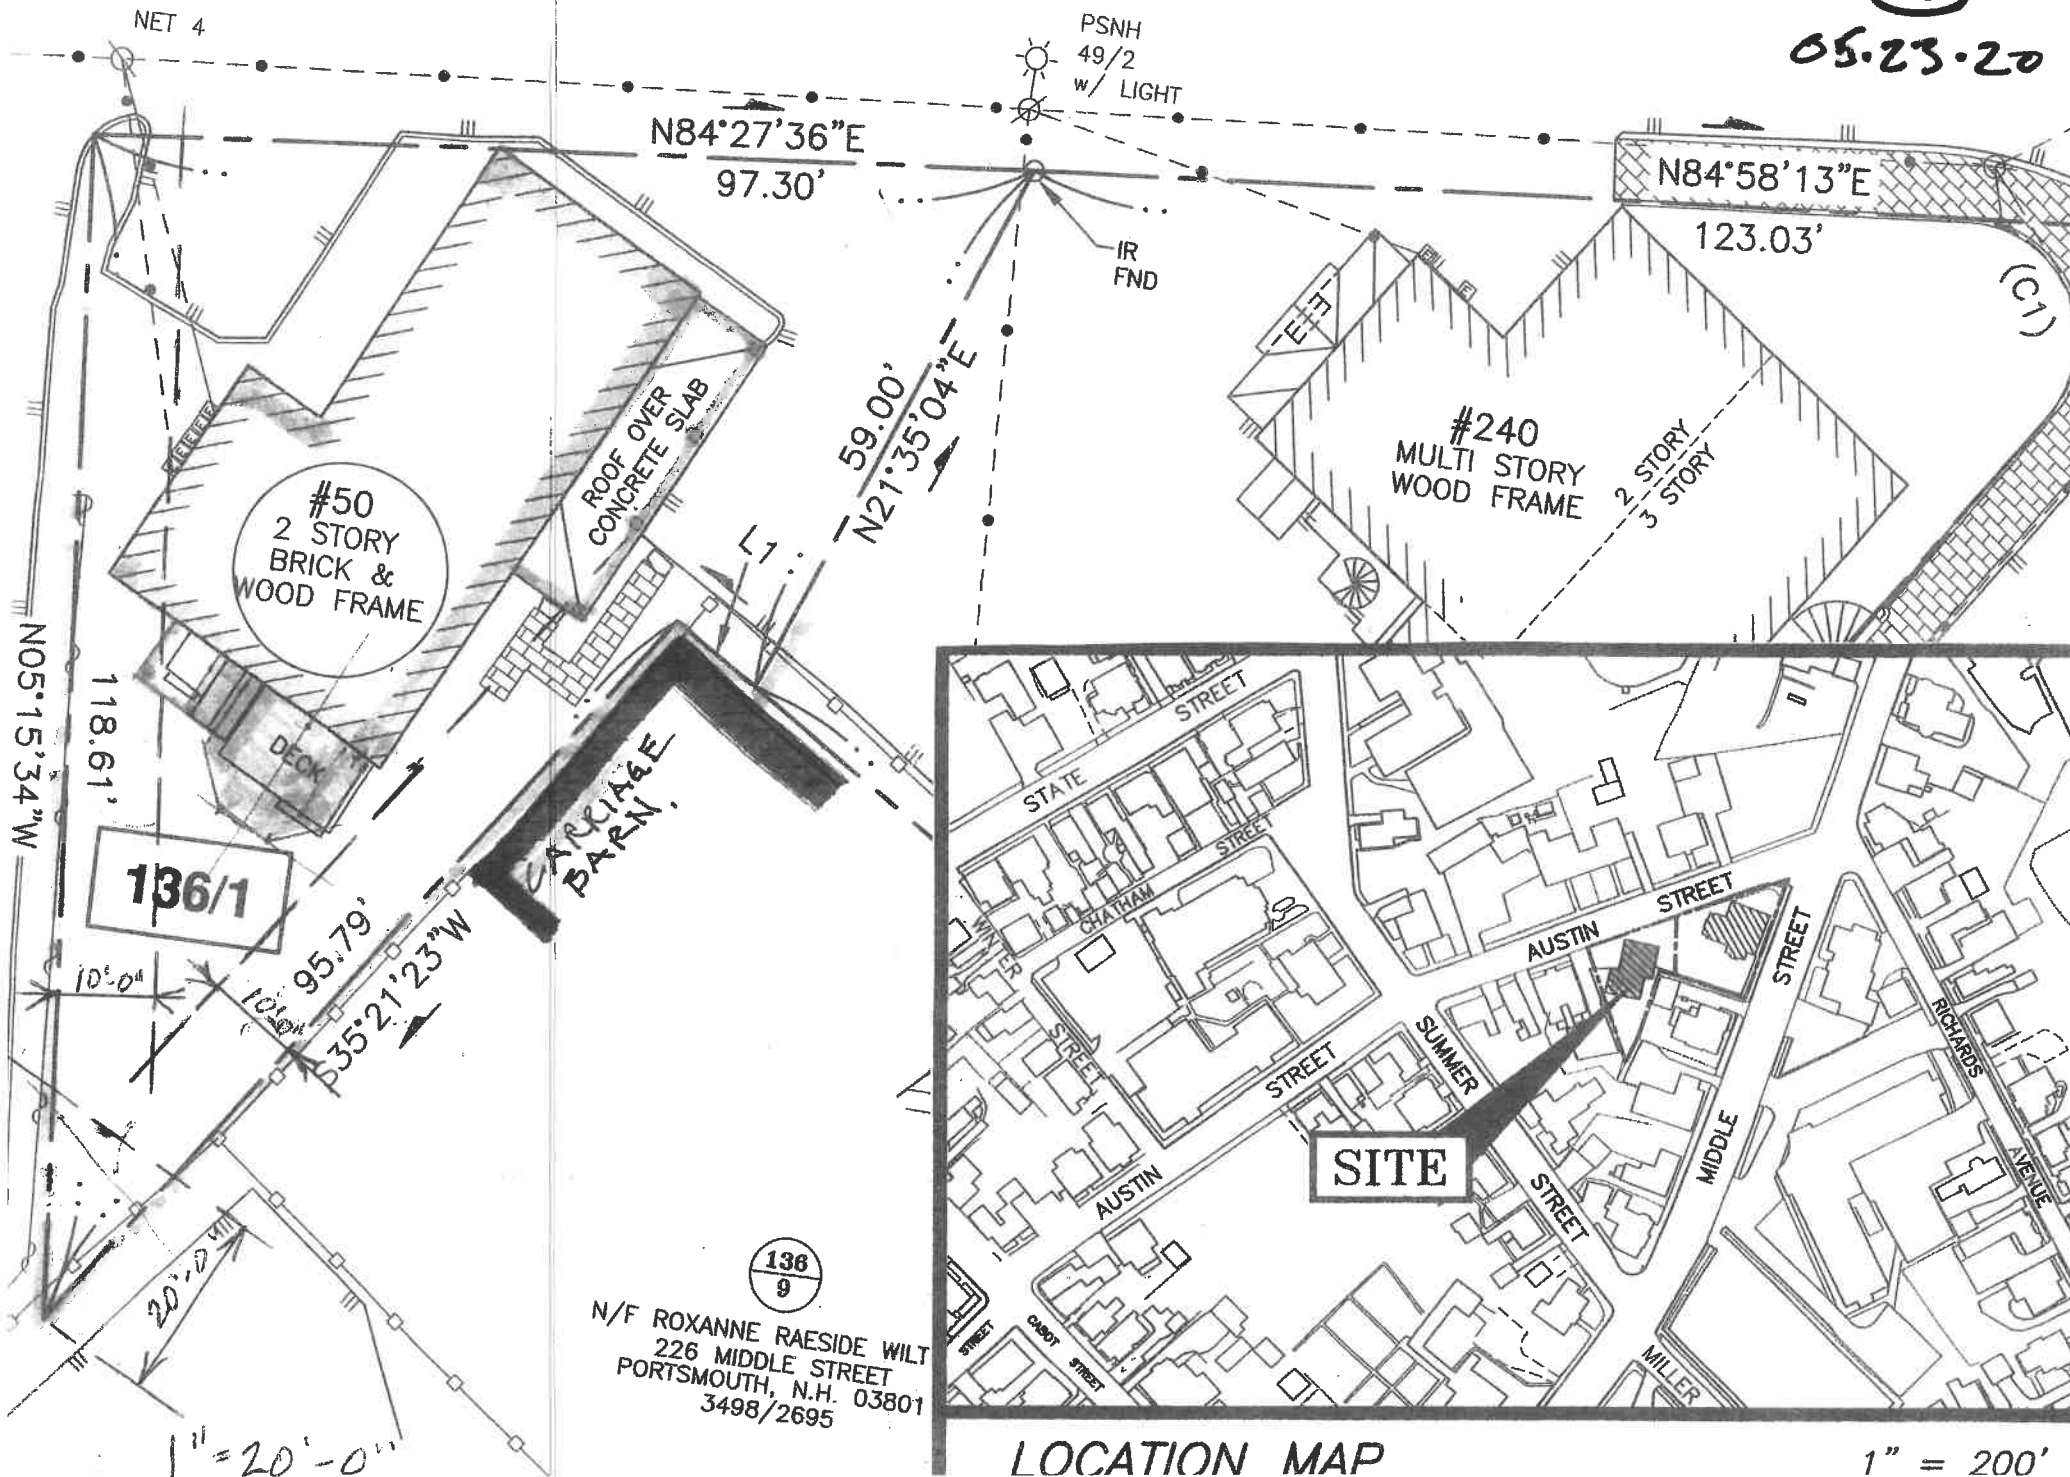 NET 4
PSNH
49/2
w/ LIGHT
05.23.20
N84°27'36"E
97.30'
N84°58'13"E
123.03'
(C1)
IR
FND
59.00'
N21°35'04"E
L1
ROOF OVER
CONCRETE SLAB
#50
2 STORY
BRICK &
WOOD FRAME
DECK
#240
MULTI STORY
WOOD FRAME
2 STORY
3 STORY
E
E
N05°15'34"W
118.61'
136/1
CARRIAGE
BARN.
95.79'
S35°21'23"W
10'-0"
10'-0"
20'-0"
1"=20'-0"
136
9
N/F ROXANNE RAESIDE WILT
226 MIDDLE STREET
PORTSMOUTH, N.H. 03801
3498/2695
STATE
STREET
CHATHAM
STREET
WINTER
STREET
AUSTIN
STREET
AUSTIN
STREET
SUMMER
STREET
MIDDLE
STREET
RICHARDS
AVENUE
MILLER
CABOT
STREET
STREET
SITE
LOCATION MAP
1" = 200'